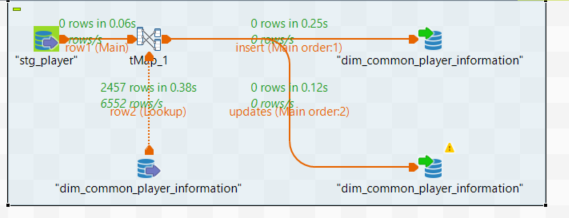 0 rows in 0.06s
0 rows/s
row1 (Main)
"stg_player"
tMap_1
0 rows in 0.25s
0 rows/s
insert (Main order:1)
"dim_common_player_information"
2457 rows in 0.38s
6552 rows/s
row2 (Lookup)
0 rows in 0.12s
0 rows/s
updates (Main order:2)
"dim_common_player_information"
"dim_common_player_information"